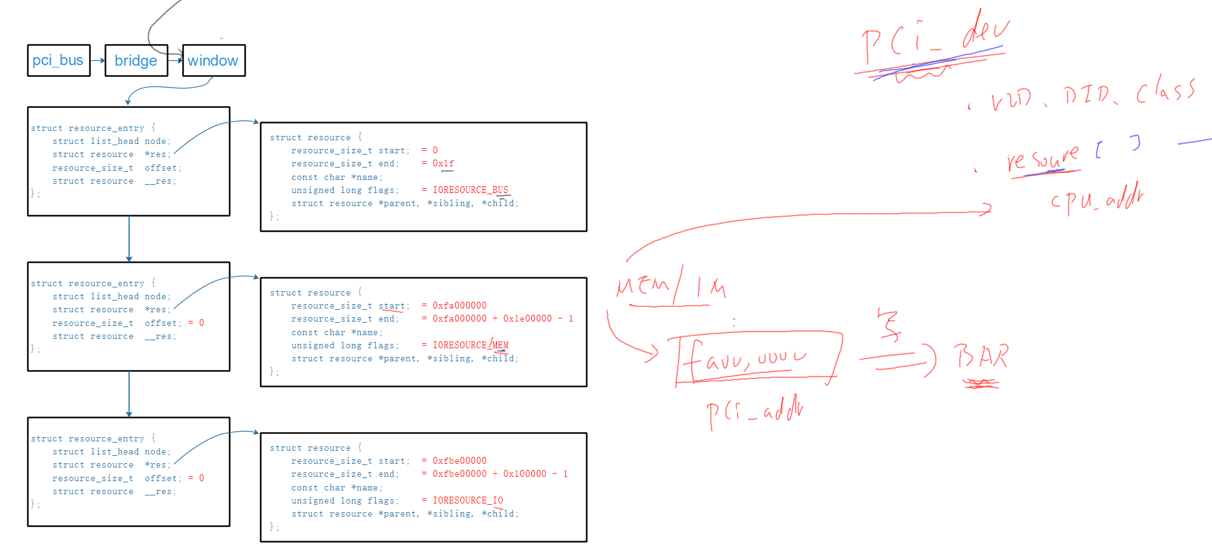 pci_bus
bridge
window
struct resource_entry {
struct list_head node;
struct resource *res;
resource_size_t offset;
struct resource __res;
};
struct resource {
resource_size_t start; = 0
resource_size_t end; = 0x1f
const char *name;
unsigned long flags; = IORESOURCE_BUS
struct resource *parent, *sibling, *child;
};
struct resource_entry {
struct list_head node;
struct resource *res;
resource_size_t offset; = 0
struct resource __res;
};
struct resource {
resource_size_t start; = 0xfa000000
resource_size_t end; = 0xfa000000 + 0x1e00000 - 1
const char *name;
unsigned long flags; = IORESOURCE/MEM
struct resource *parent, *sibling, *child;
};
struct resource_entry {
struct list_head node;
struct resource *res;
resource_size_t offset; = 0
struct resource __res;
};
struct resource {
resource_size_t start; = 0xfbe00000
resource_size_t end; = 0xfbe00000 + 0x100000 - 1
const char *name;
unsigned long flags; = IORESOURCE_IO
struct resource *parent, *sibling, *child;
};
PCi_dev
. VID、DID、Class
. resoure [ ] —
cpu_addr
MEM/1M
fa00,0000
写
BAR
pci_addr